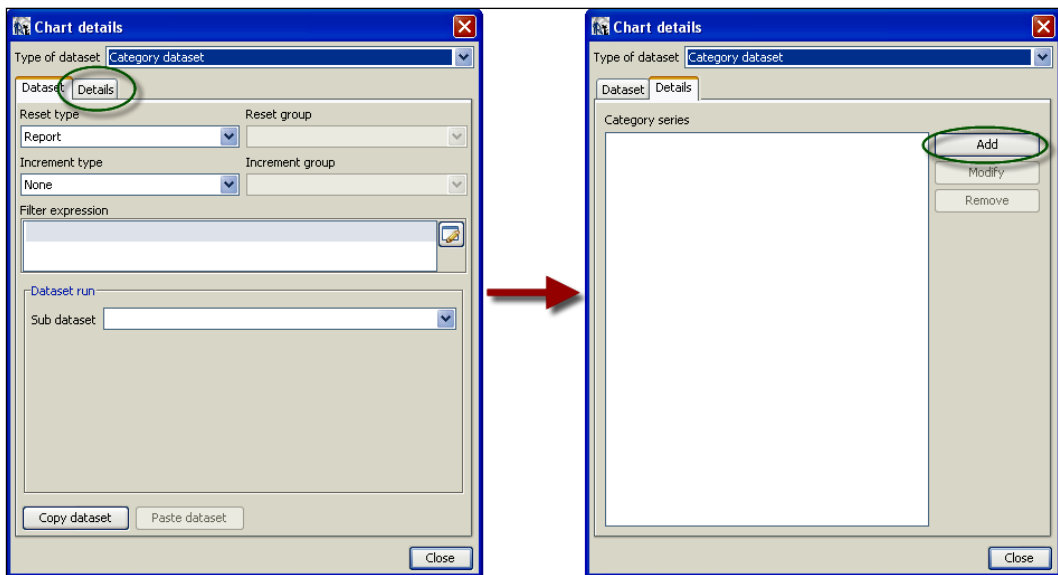 Chart details
Type of dataset Category dataset
Dataset Details
Reset type Reset group
Report
Increment type Increment group
None
Filter expression
Dataset run
Sub dataset
Copy dataset Paste dataset
Close
Chart details
Type of dataset Category dataset
Dataset Details
Category series
Add
Modify
Remove
Close